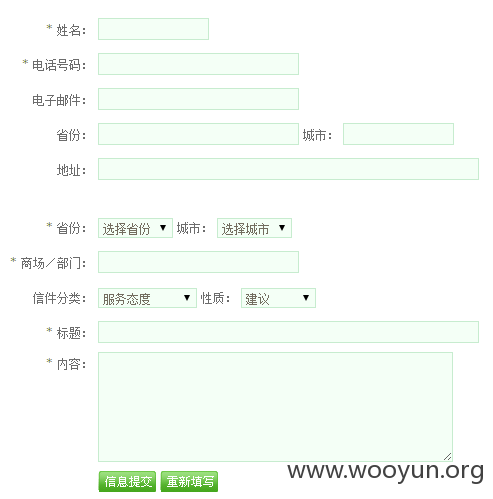 * 姓名：
* 电话号码：
电子邮件：
省份： 城市：
地址：
* 省份： 选择省份 城市： 选择城市
* 商场／部门：
信件分类： 服务态度 性质： 建议
* 标题：
* 内容：
www.wooyun.org
信息提交 重新填写